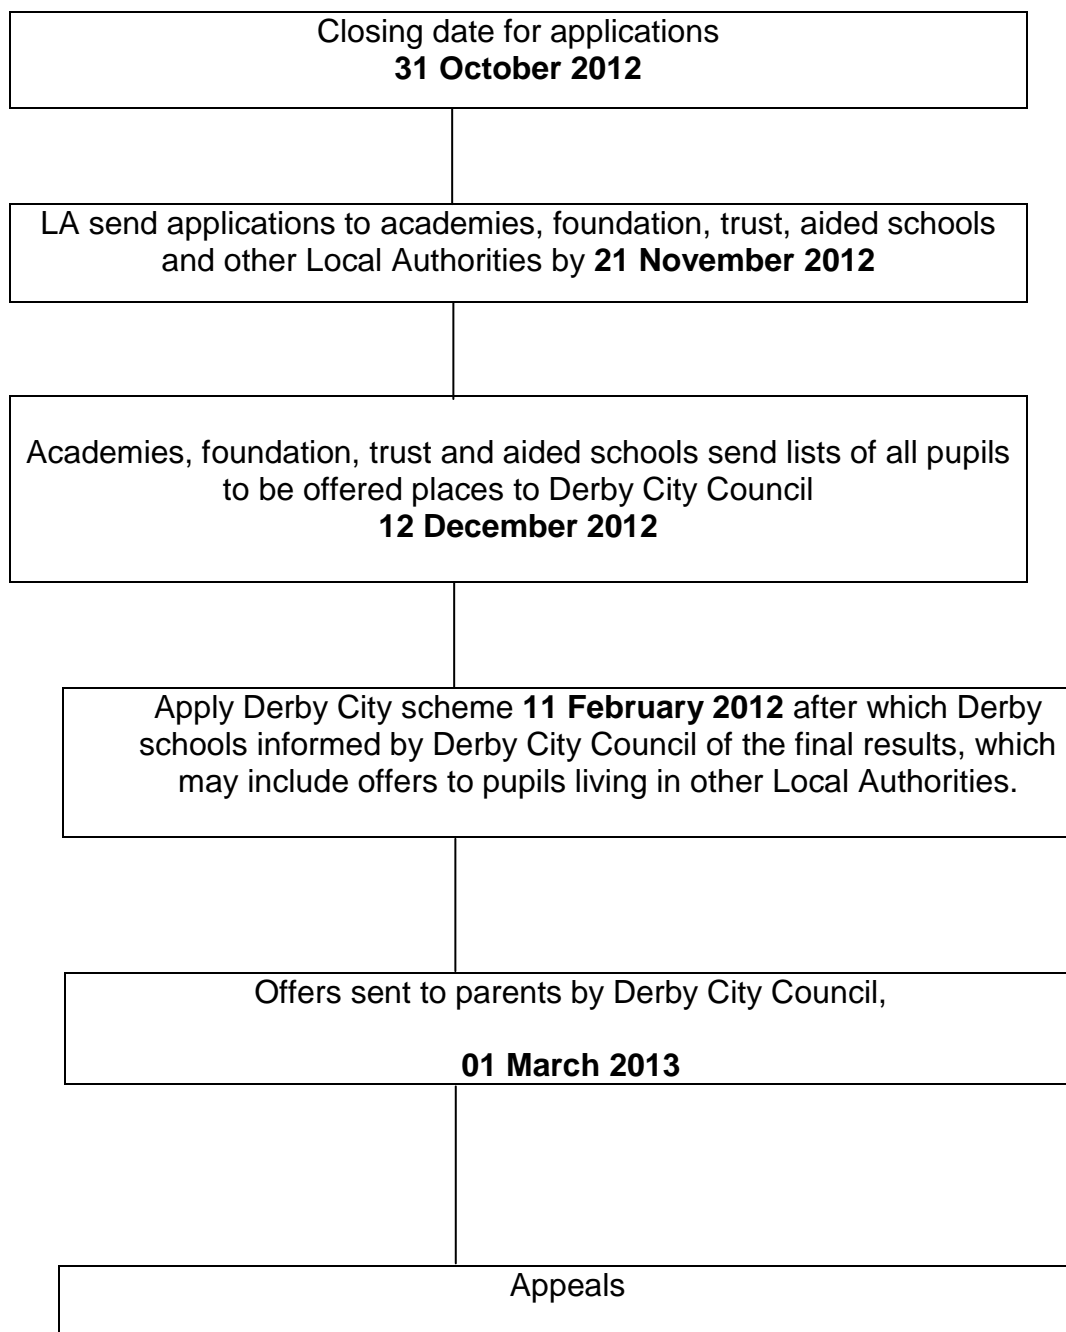 Closing date for applications
31 October 2012
LA send applications to academies, foundation, trust, aided schools
and other Local Authorities by 21 November 2012
Academies, foundation, trust and aided schools send lists of all pupils
to be offered places to Derby City Council
12 December 2012
Apply Derby City scheme 11 February 2012 after which Derby
schools informed by Derby City Council of the final results, which
may include offers to pupils living in other Local Authorities.
Offers sent to parents by Derby City Council,
01 March 2013
Appeals